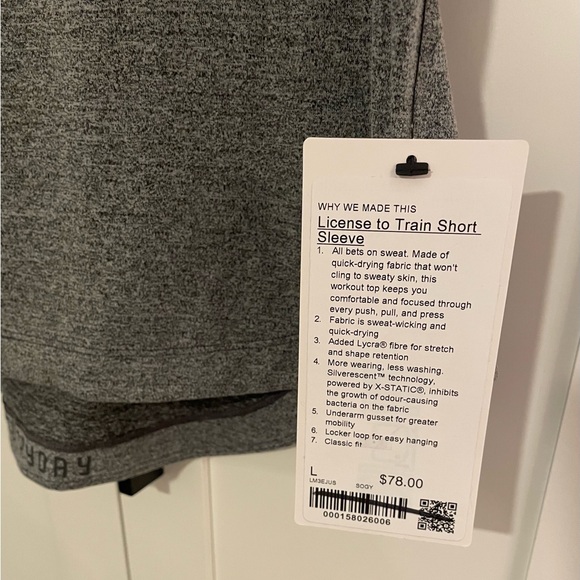 WHY WE MADE THIS
License to Train Short
Sleeve
1. All bets on sweat. Made of
quick-drying fabric that won't
cling to sweaty skin, this
workout top keeps you
comfortable and focused through
every push, pull, and press
2. Fabric is sweat-wicking and
quick-drying
3. Added Lycra® fibre for stretch
and shape retention
4. More wearing, less washing.
Silverescent™ technology,
powered by X-STATIC®, inhibits
the growth of odour-causing
bacteria on the fabric
5. Underarm gusset for greater
mobility
6. Locker loop for easy hanging
7. Classic fit
L
$78.00
LM3EJUS SOGY
000158026006
YDAY